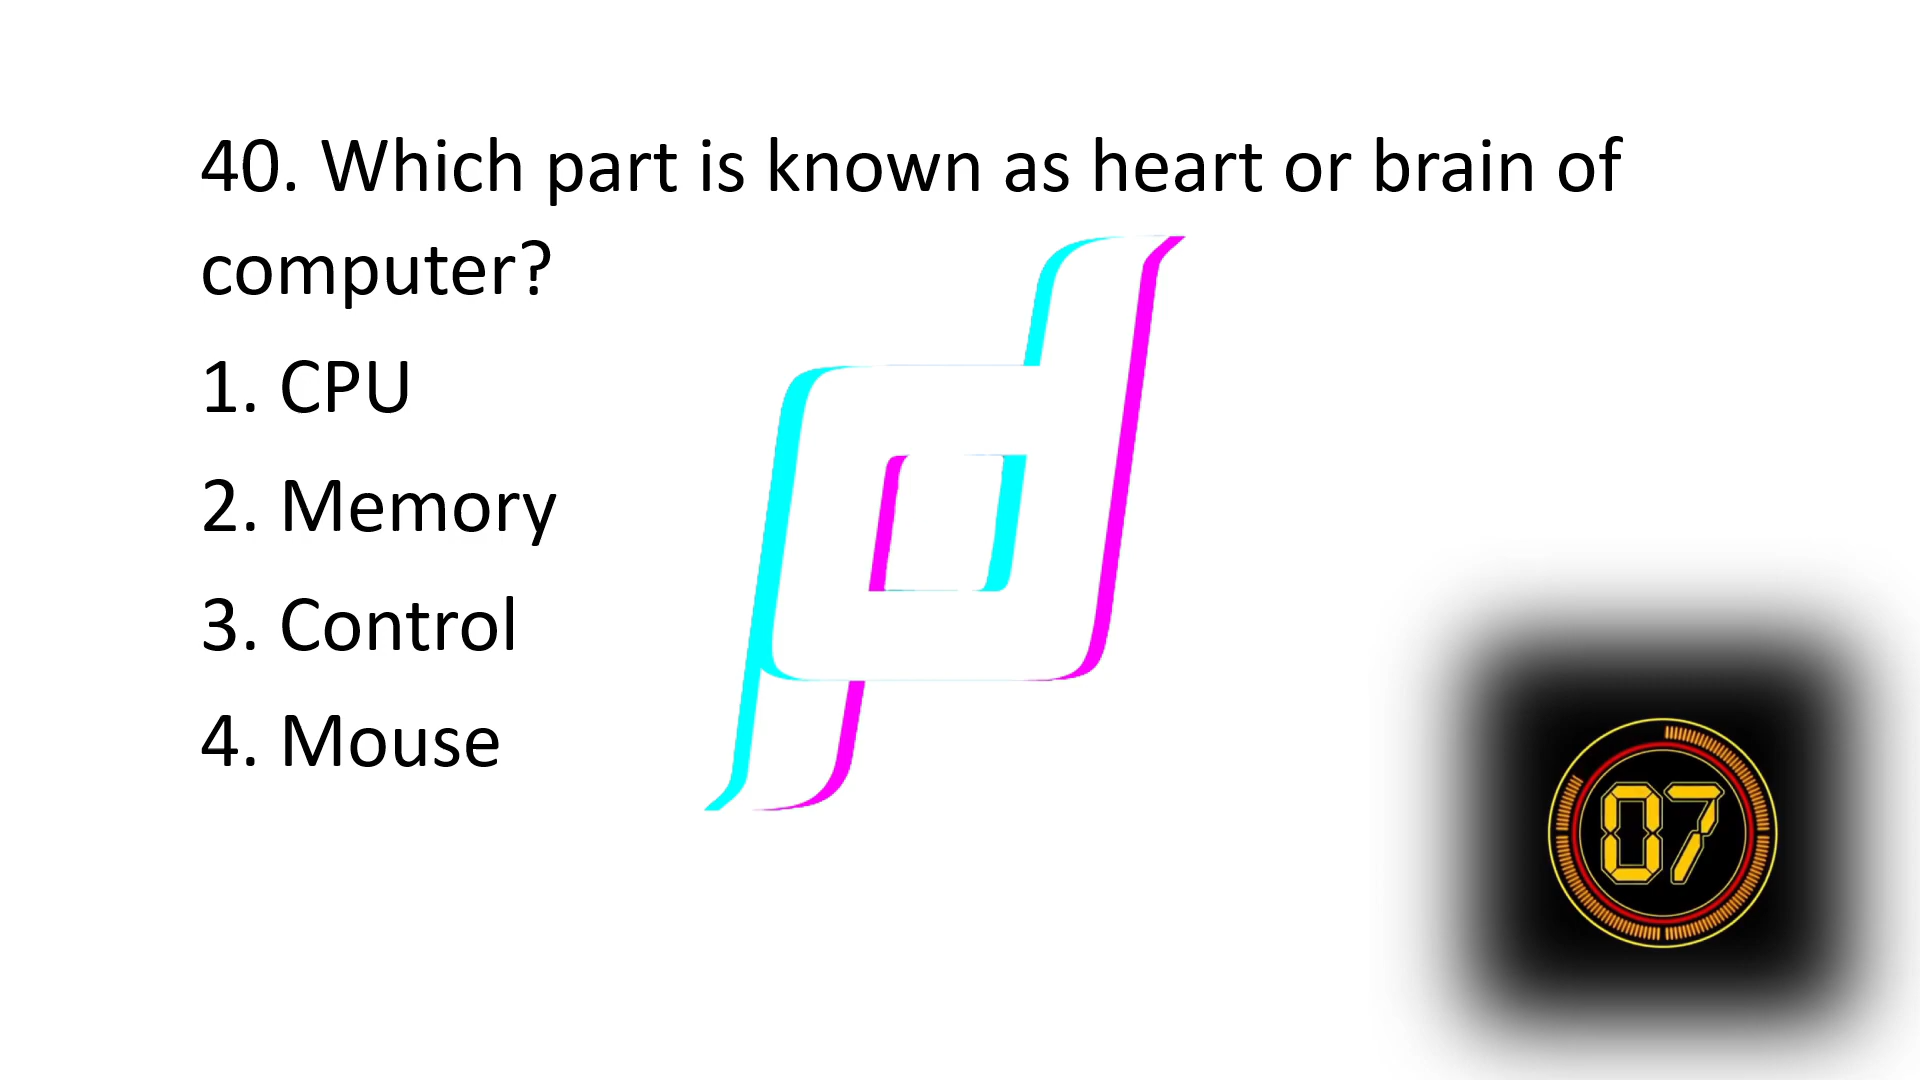 40. Which part is known as heart or brain of
computer?
1. CPU
2. Memory
3. Control
4. Mouse
07